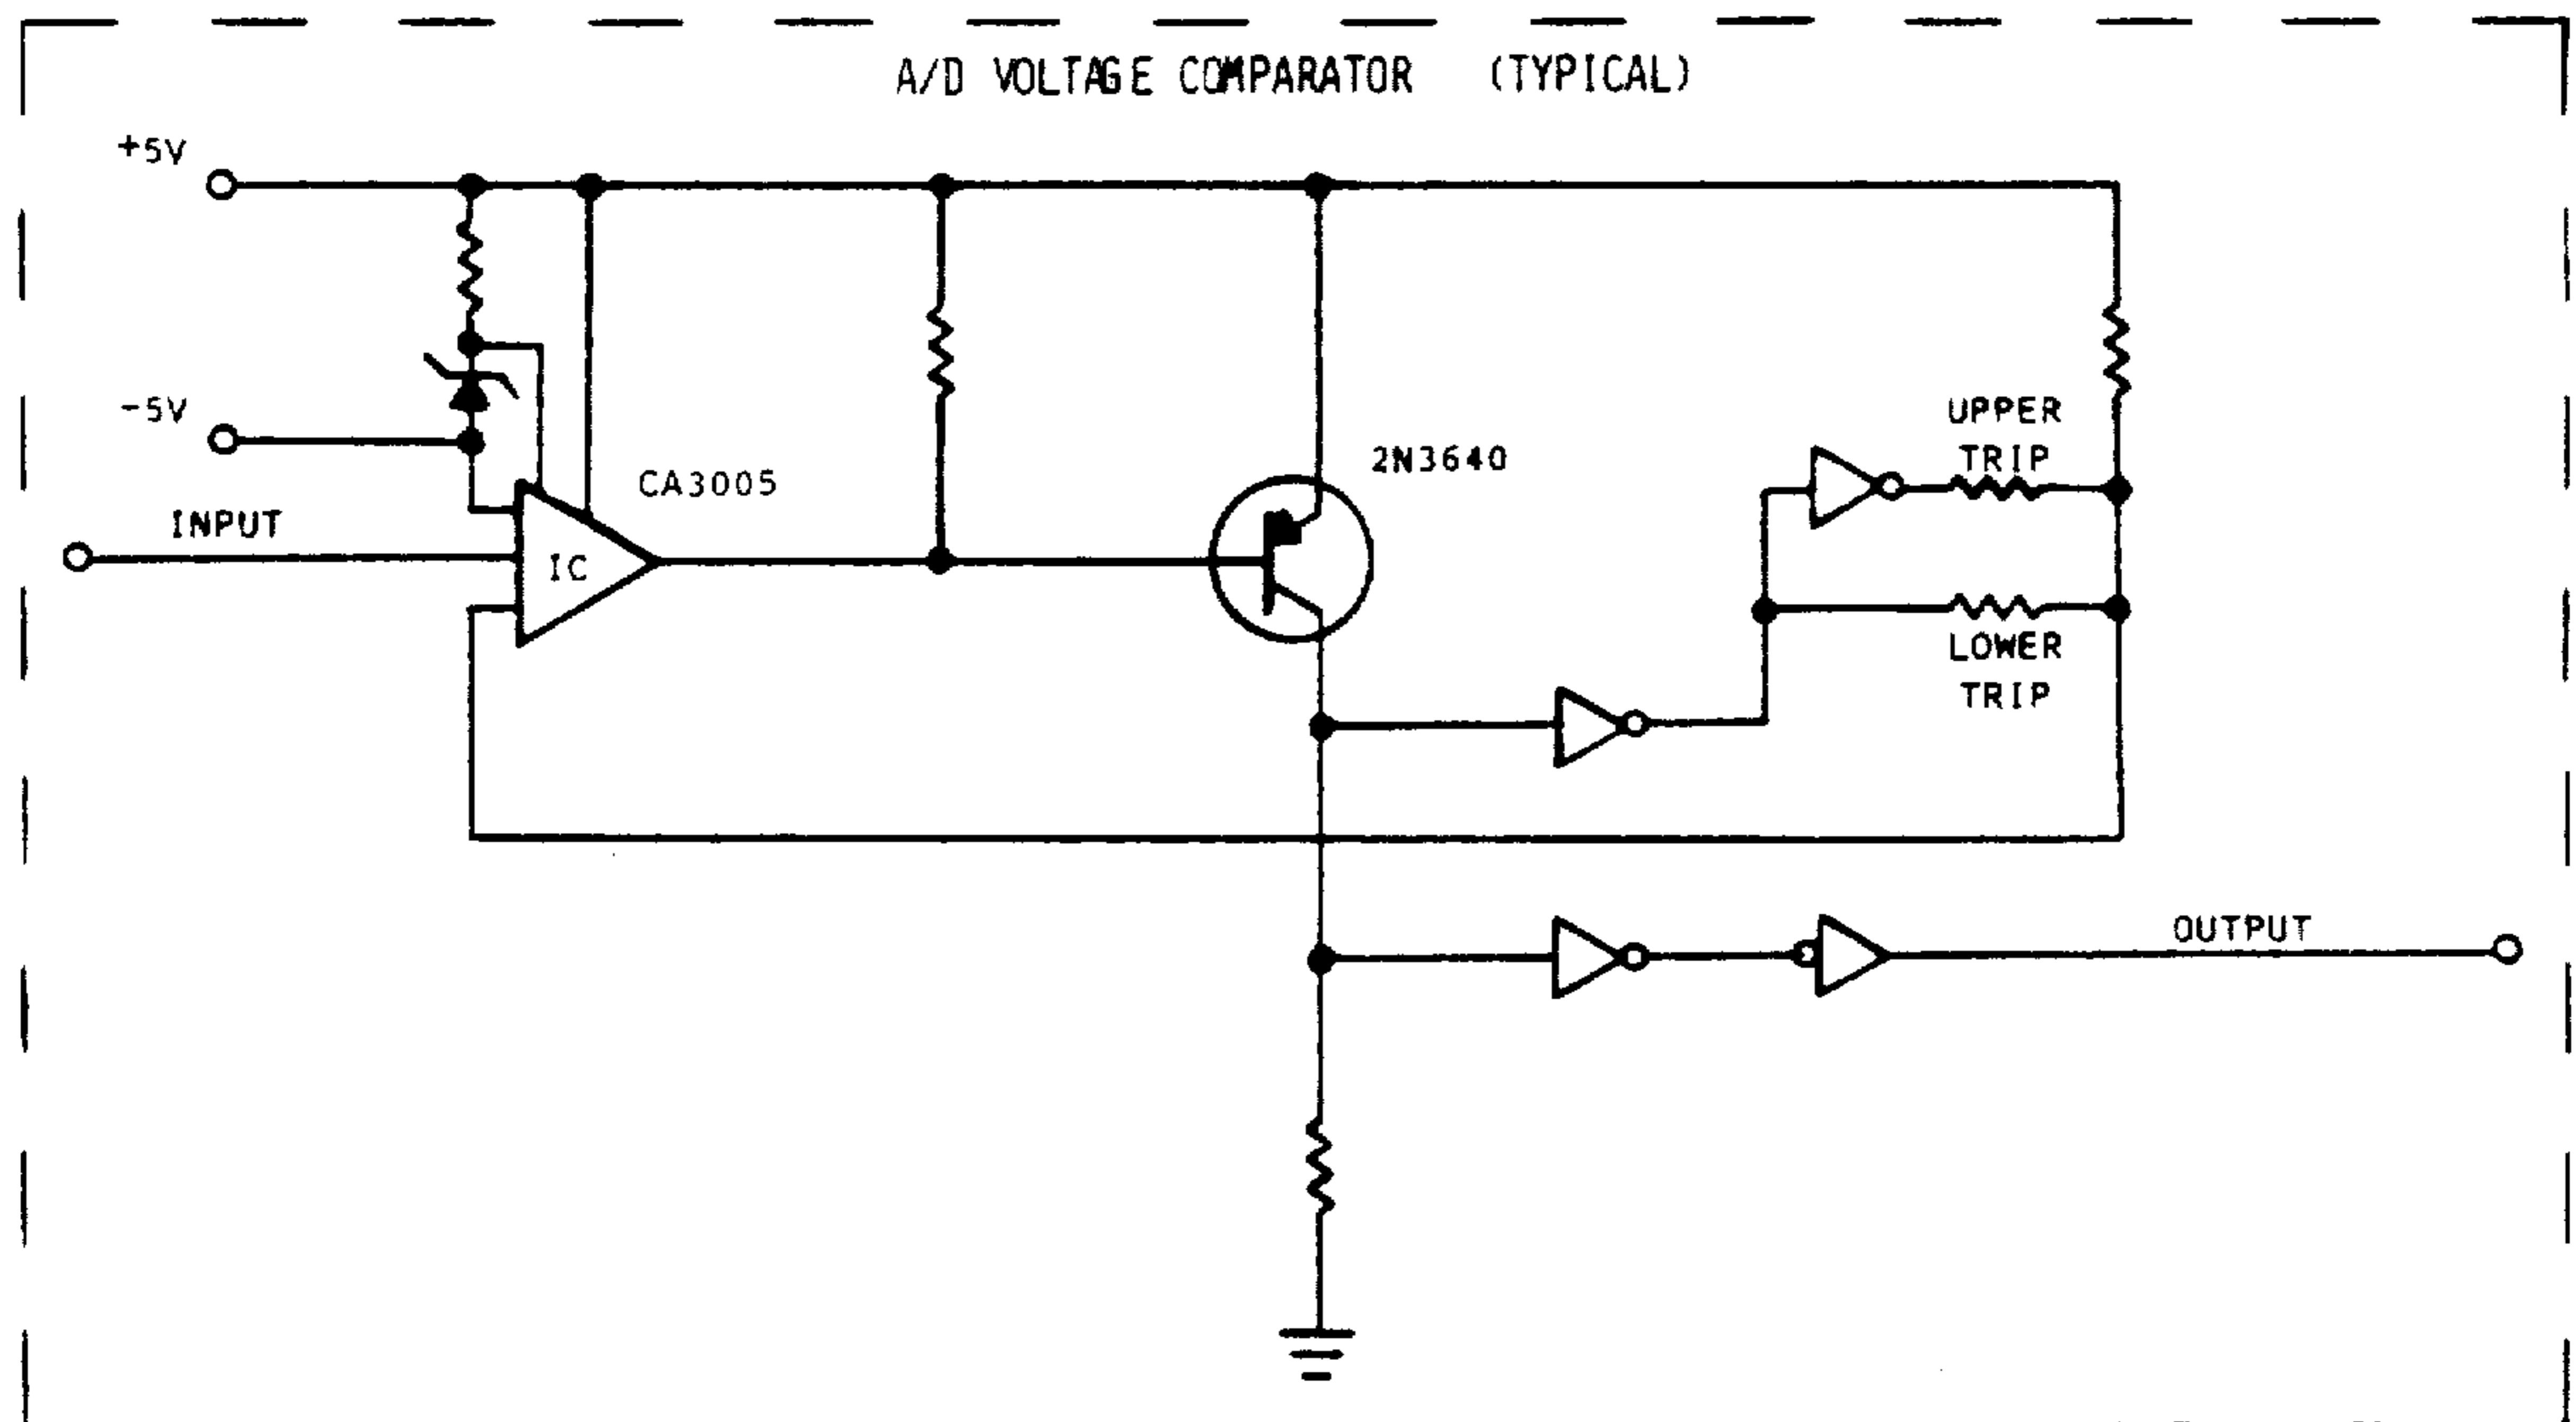 A/D VOLTAGE COMPARATOR (TYPICAL)
+5V
-5V
UPPER
TRIP
2N3640
CA3005
INPUT
IC
LOWER
TRIP
OUTPUT